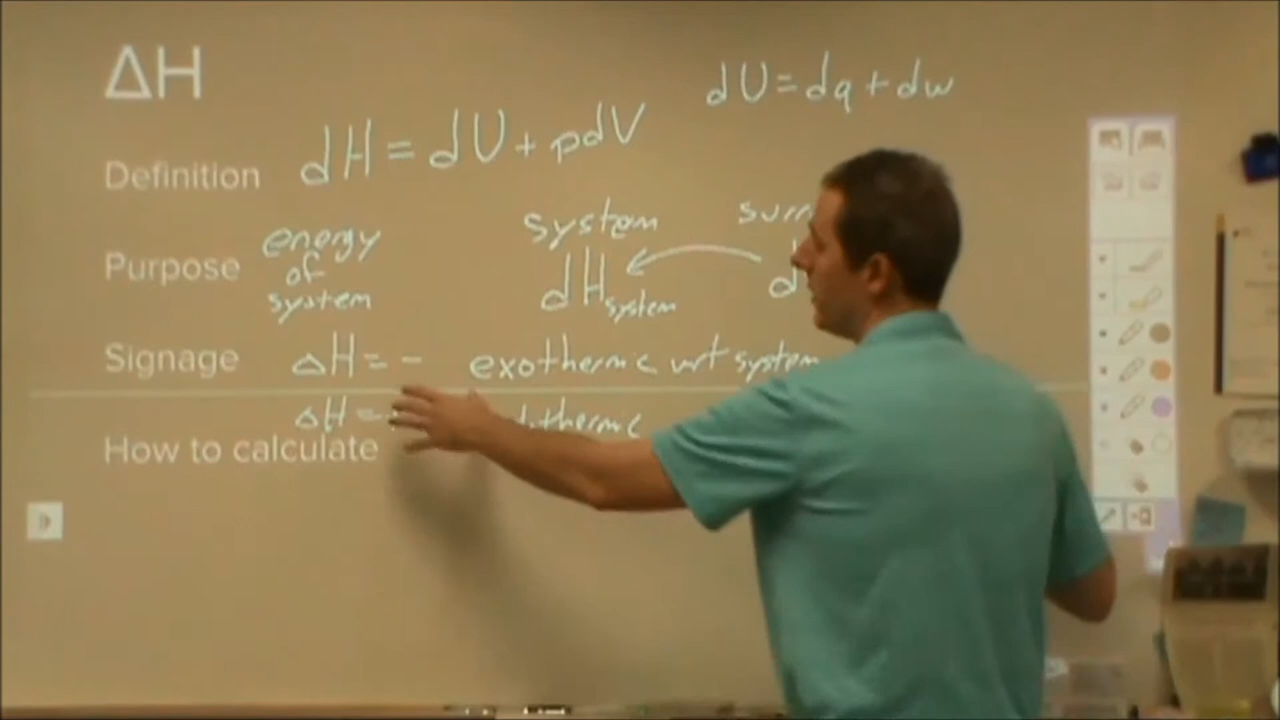 ΔH
dU = dq + dw
Definition
dH = dU + pdV
Purpose
energy
of
system
system
dH system
Signage
ΔH = - exothermic wrt system
ΔH =
How to calculate